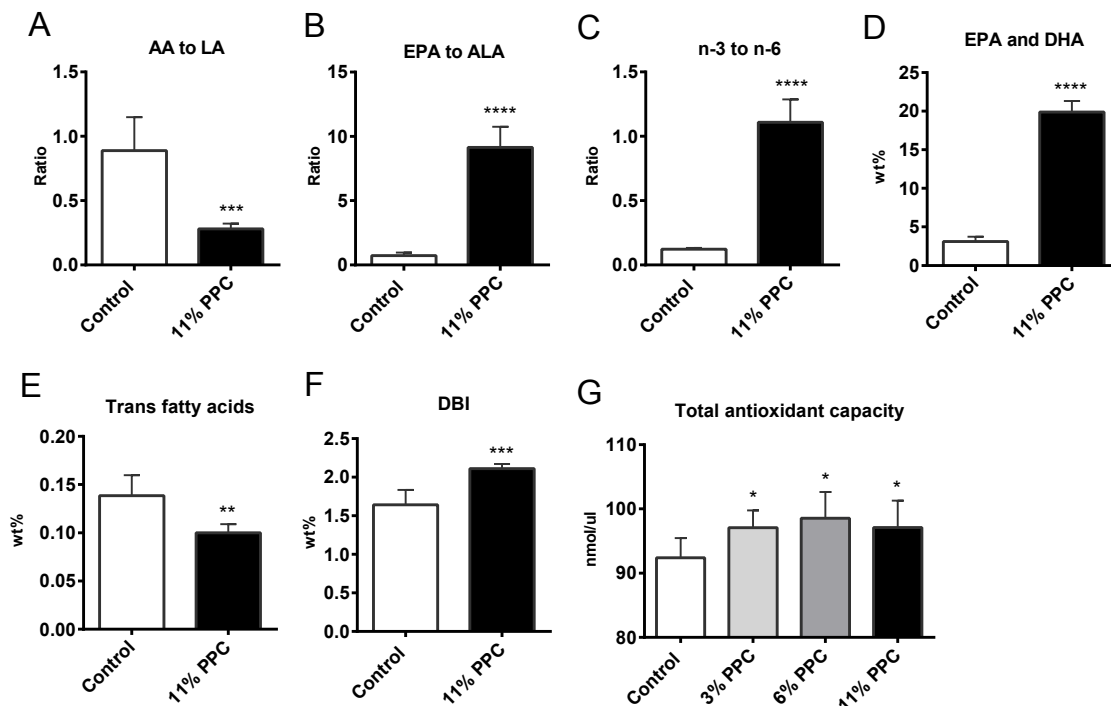 A
AA to LA
Ratio
1.5
1.0
0.5
0.0
***
Control
11% PPC
B
EPA to ALA
Ratio
15
10
5
0
****
Control
11% PPC
C
n-3 to n-6
Ratio
1.5
1.0
0.5
0.0
****
Control
11% PPC
D
EPA and DHA
wt%
25
20
15
10
5
0
****
Control
11% PPC
E
Trans fatty acids
wt%
0.20
0.15
0.10
0.05
0.00
**
Control
11% PPC
F
DBI
wt%
2.5
2.0
1.5
1.0
0.5
0.0
***
Control
11% PPC
G
Total antioxidant capacity
nmol/ul
110
100
90
80
*
*
*
Control
3% PPC
6% PPC
11% PPC